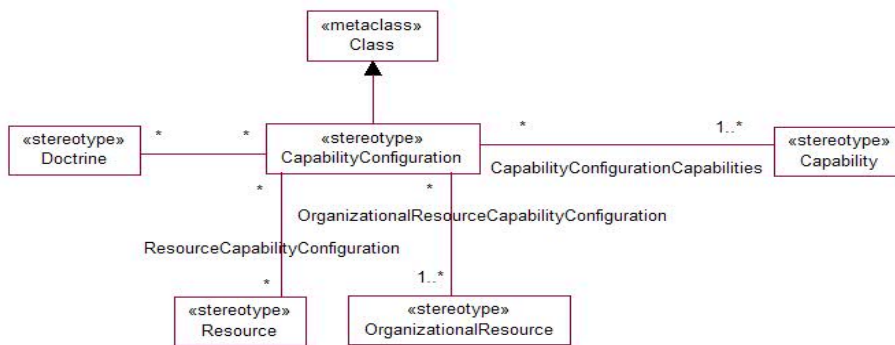 «metaclass»
Class
«stereotype»
Doctrine
*
*
«stereotype»
CapabilityConfiguration
*
1..*
«stereotype»
Capability
CapabilityConfigurationCapabilities
*
*
OrganizationalResourceCapabilityConfiguration
ResourceCapabilityConfiguration
*
1..*
«stereotype»
Resource
«stereotype»
OrganizationalResource